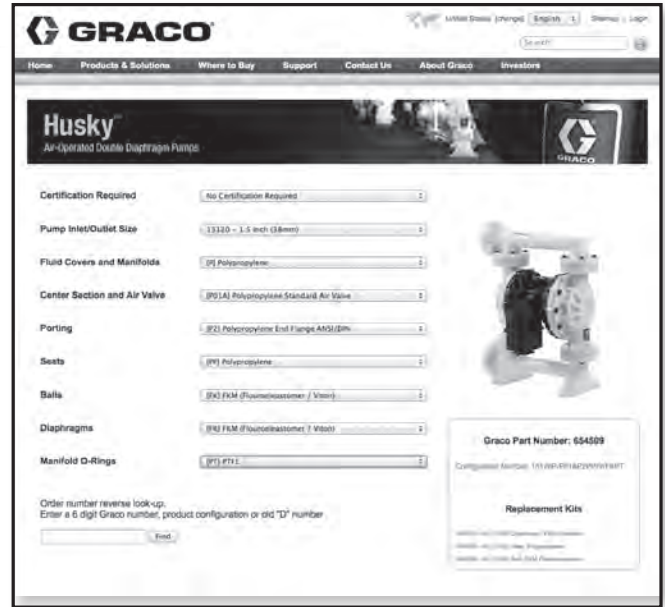 GRACO
United States (change) English Sitemap | Login
Search
Home Products & Solutions Where to Buy Support Contact Us About Graco Investors
Husky™
Air-Operated Double Diaphragm Pumps
GRACO
Certification Required No Certification Required
Pump Inlet/Outlet Size 15120 - 1.5 inch (38mm)
Fluid Covers and Manifolds [P] Polypropylene
Center Section and Air Valve [P01A] Polypropylene Standard Air Valve
Porting [P2] Polypropylene End Flange ANSI/DIN
Seats [PP] Polypropylene
Balls [FK] FKM (Flouroelastomer / Viton)
Diaphragms [FK] FKM (Flouroelastomer / Viton)
Manifold O-Rings [PT] PTFE
Graco Part Number: 654509
Configuration Number:
Replacement Kits
Order number reverse look-up.
Enter a 6 digit Graco number, product configuration or old "D" number
Find